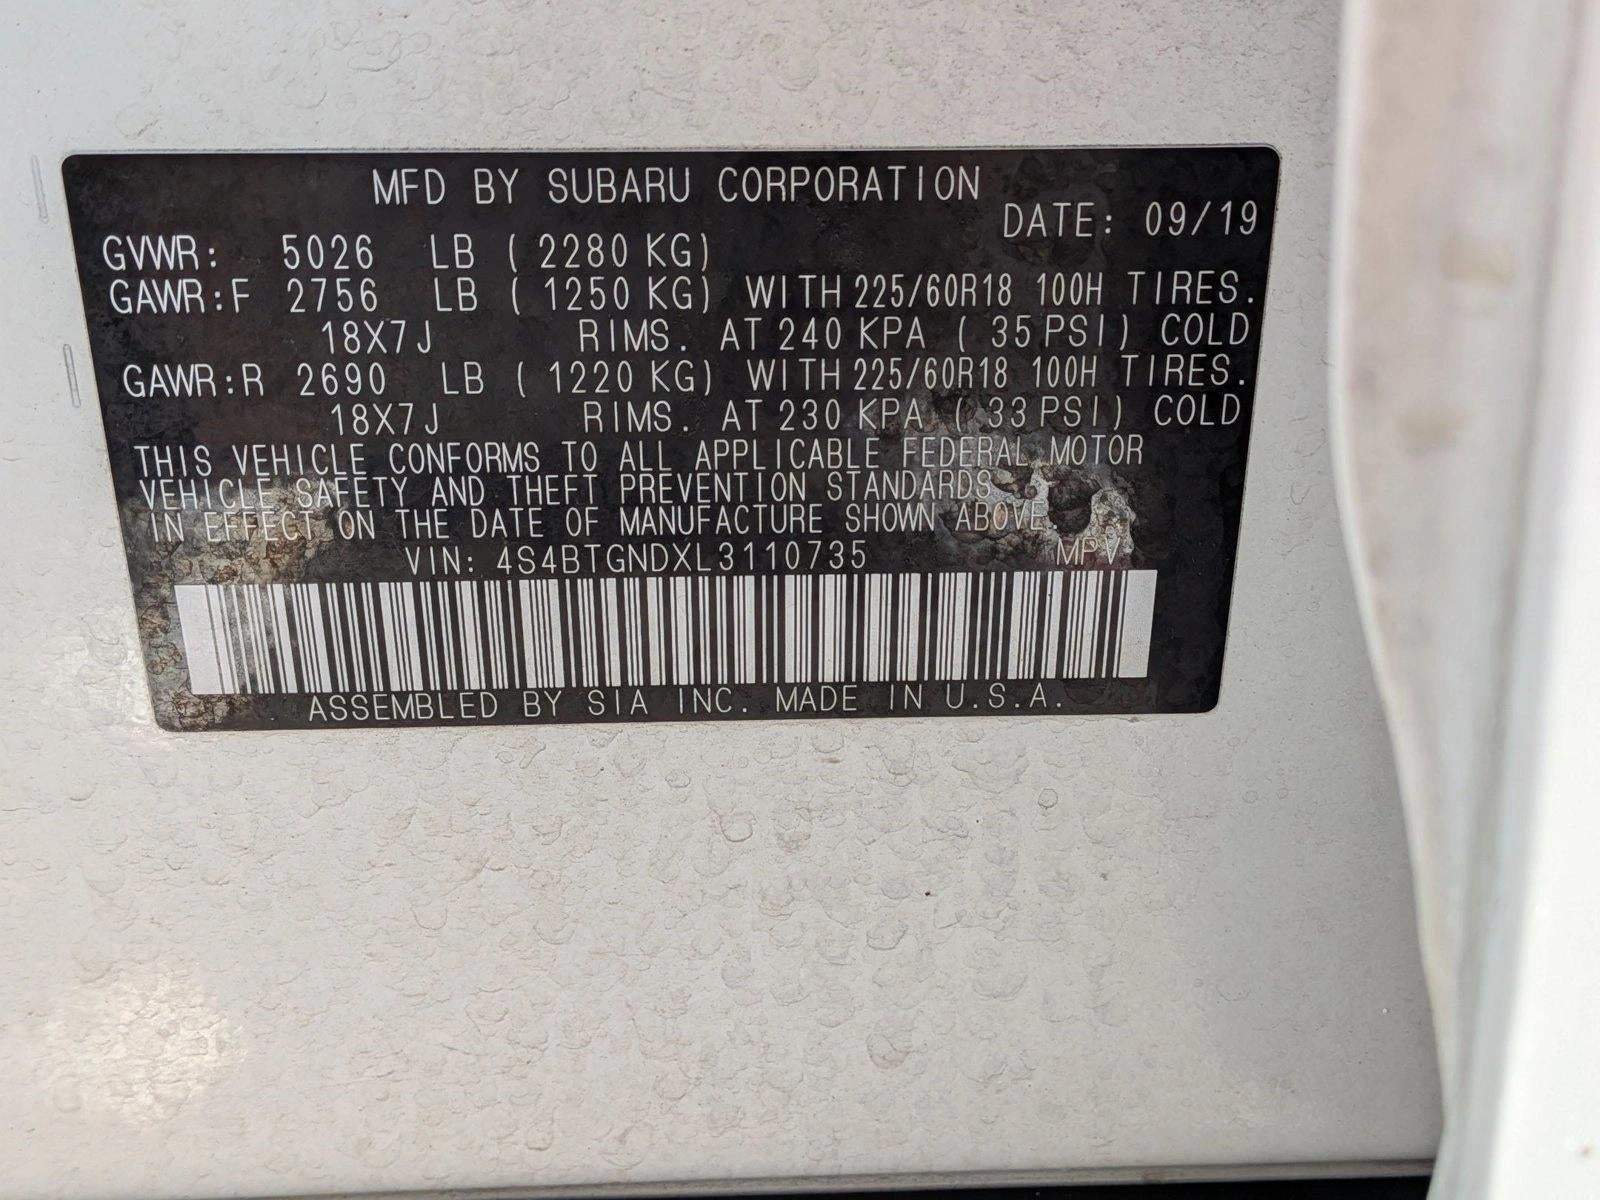 MFD BY SUBARU CORPORATION
DATE: 09/19
GVWR: 5026 LB ( 2280 KG)
GAWR:F 2756 LB ( 1250 KG) WITH 225/60R18 100H TIRES.
18X7J RIMS. AT 240 KPA ( 35 PSI) COLD
GAWR:R 2690 LB ( 1220 KG) WITH 225/60R18 100H TIRES.
18X7J RIMS. AT 230 KPA ( 33 PSI) COLD
THIS VEHICLE CONFORMS TO ALL APPLICABLE FEDERAL MOTOR
VEHICLE SAFETY AND THEFT PREVENTION STANDARDS
IN EFFECT ON THE DATE OF MANUFACTURE SHOWN ABOVE.
VIN: 4S4BTGNDXL3110735 MPV
ASSEMBLED BY SIA INC. MADE IN U.S.A.